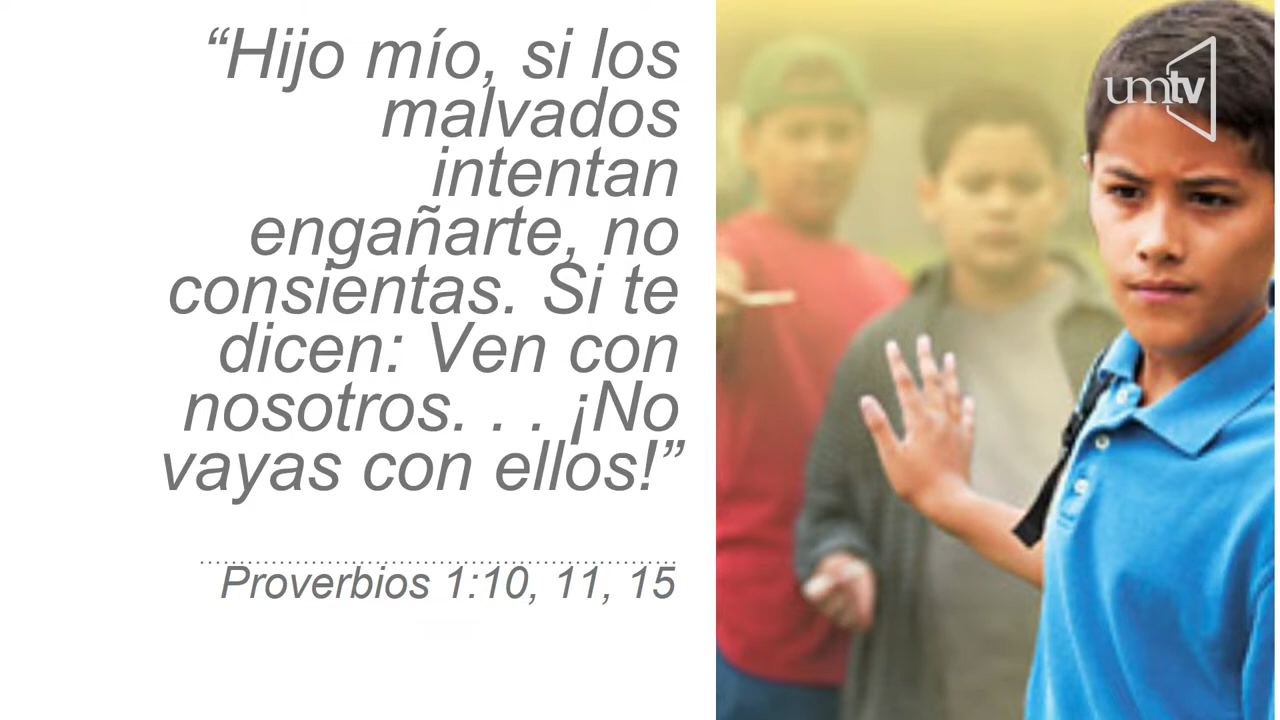 “Hijo mío, si los
malvados
intentan
engañarte, no
consientas. Si te
dicen: Ven con
nosotros. . . ¡No
vayas con ellos!”
Proverbios 1:10, 11, 15
umtv